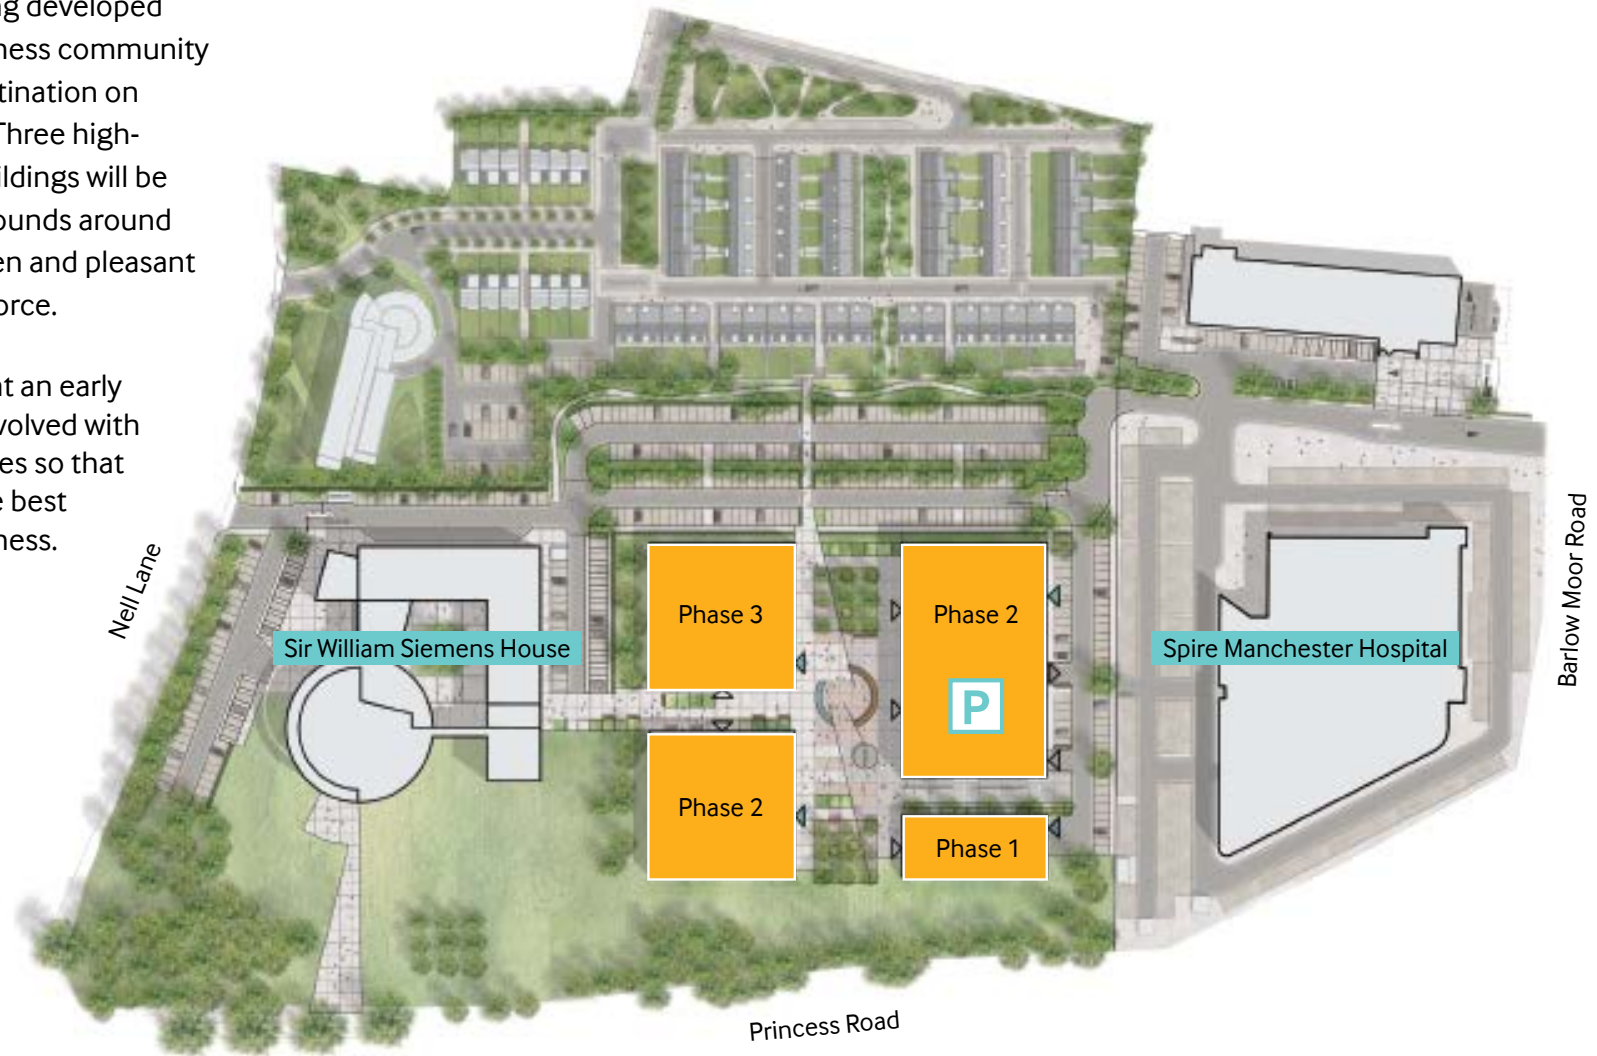 ng developed
ness community
tination on
Three high-
ildings will be
ounds around
en and pleasant
orce.
at an early
volved with
es so that
e best
ness.
Nell Lane
Sir William Siemens House
Phase 3
Phase 2
P
Phase 2
Phase 1
Spire Manchester Hospital
Barlow Moor Road
Princess Road